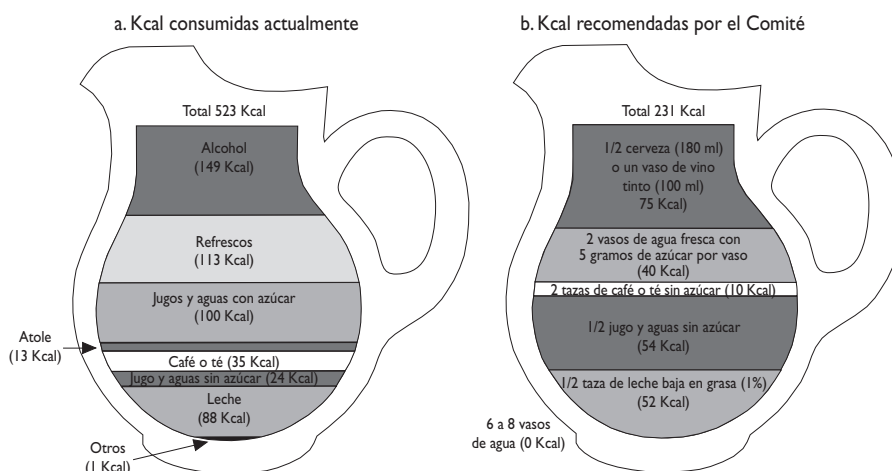 a. Kcal consumidas actualmente
Total 523 Kcal
Alcohol
(149 Kcal)
Refrescos
(113 Kcal)
Jugos y aguas con azúcar
(100 Kcal)
Atole
(13 Kcal)
Café o té (35 Kcal)
Jugo y aguas sin azúcar (24 Kcal)
Leche
(88 Kcal)
Otros
(1 Kcal)
b. Kcal recomendadas por el Comité
Total 231 Kcal
1/2 cerveza (180 ml)
o un vaso de vino
tinto (100 ml)
75 Kcal)
2 vasos de agua fresca con
5 gramos de azúcar por vaso
(40 Kcal)
2 tazas de café o té sin azúcar (10 Kcal)
1/2 jugo y aguas sin azúcar
(54 Kcal)
1/2 taza de leche baja en grasa (1%)
(52 Kcal)
6 a 8 vasos
de agua (0 Kcal)